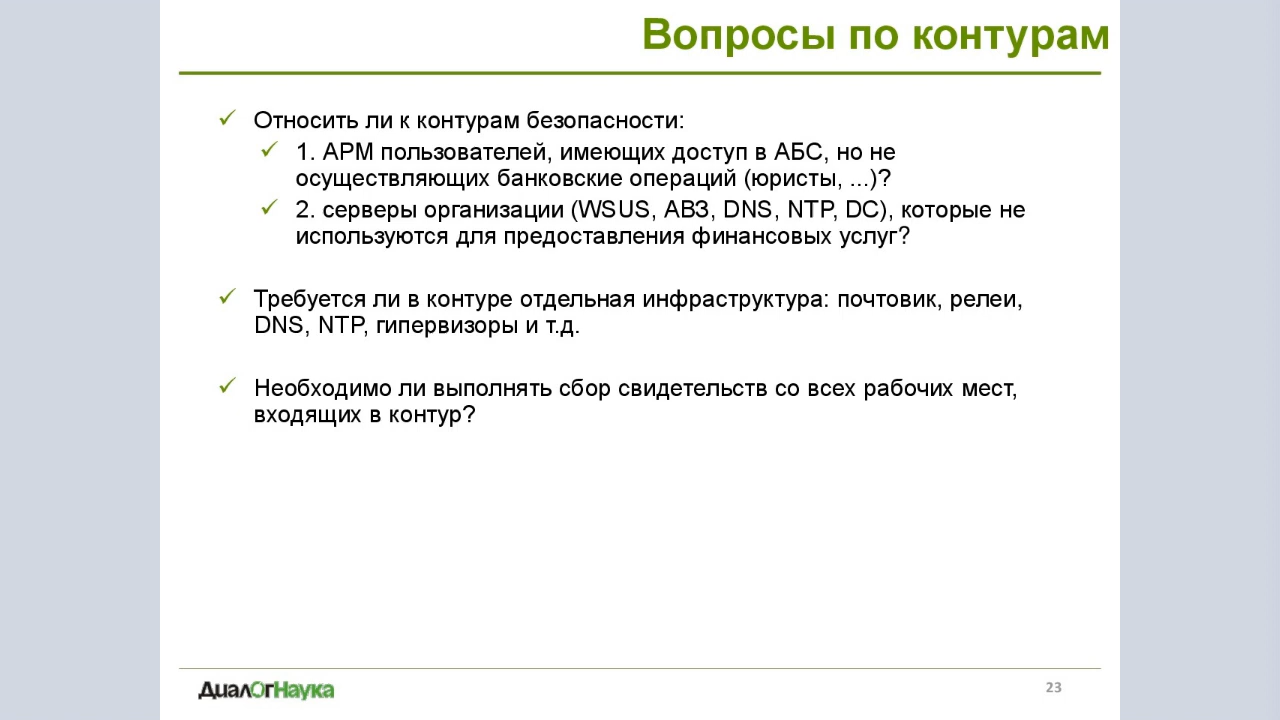 Вопросы по контурам
Относить ли к контурам безопасности:
1. АРМ пользователей, имеющих доступ в АБС, но не
осуществляющих банковские операций (юристы, ...)?
2. серверы организации (WSUS, АВЗ, DNS, NTP, DC), которые не
используются для предоставления финансовых услуг?
Требуется ли в контуре отдельная инфраструктура: почтовик, релеи,
DNS, NTP, гипервизоры и т.д.
Необходимо ли выполнять сбор свидетельств со всех рабочих мест,
входящих в контур?
ДиалОгНаука
23